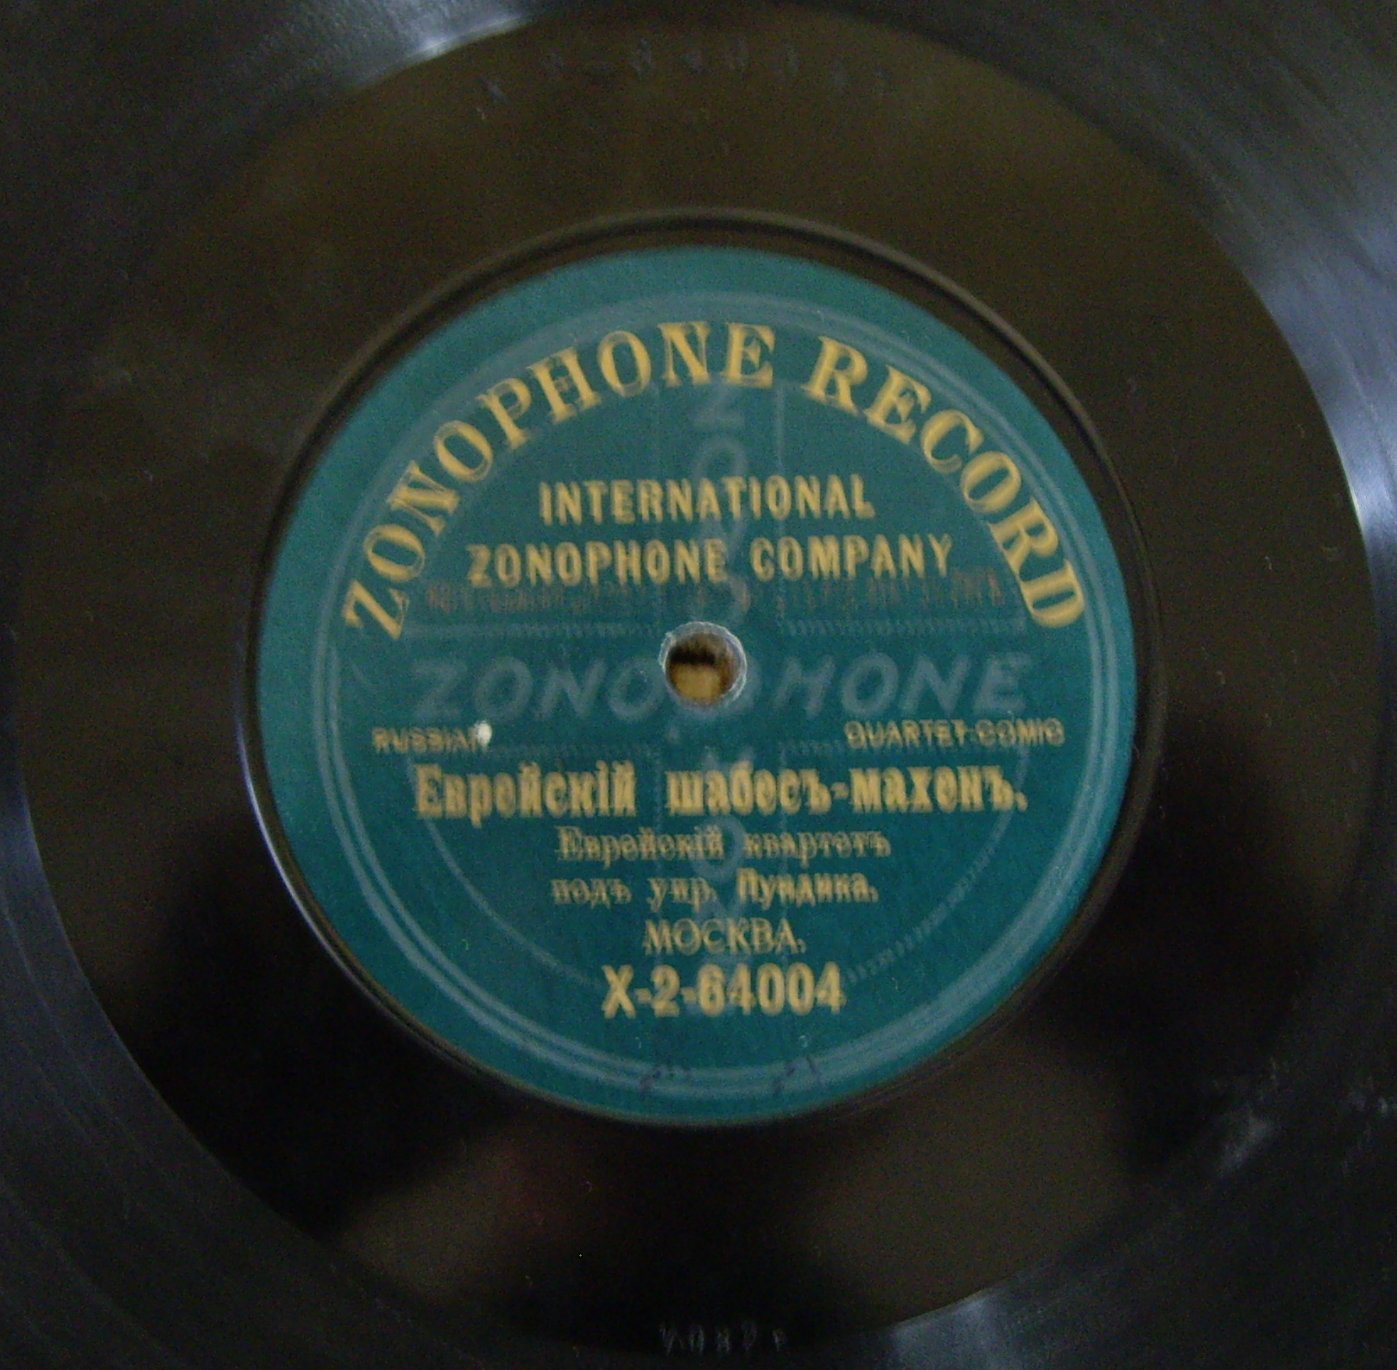 ZONOPHONE RECORD
INTERNATIONAL
ZONOPHONE COMPANY
ZONOPHONE
RUSSIAN QUARTET-COMIC
Еврейскій шабесъ-махенъ.
Еврейскій квартетъ
подъ упр. Пундика.
МОСКВА.
X-2-64004